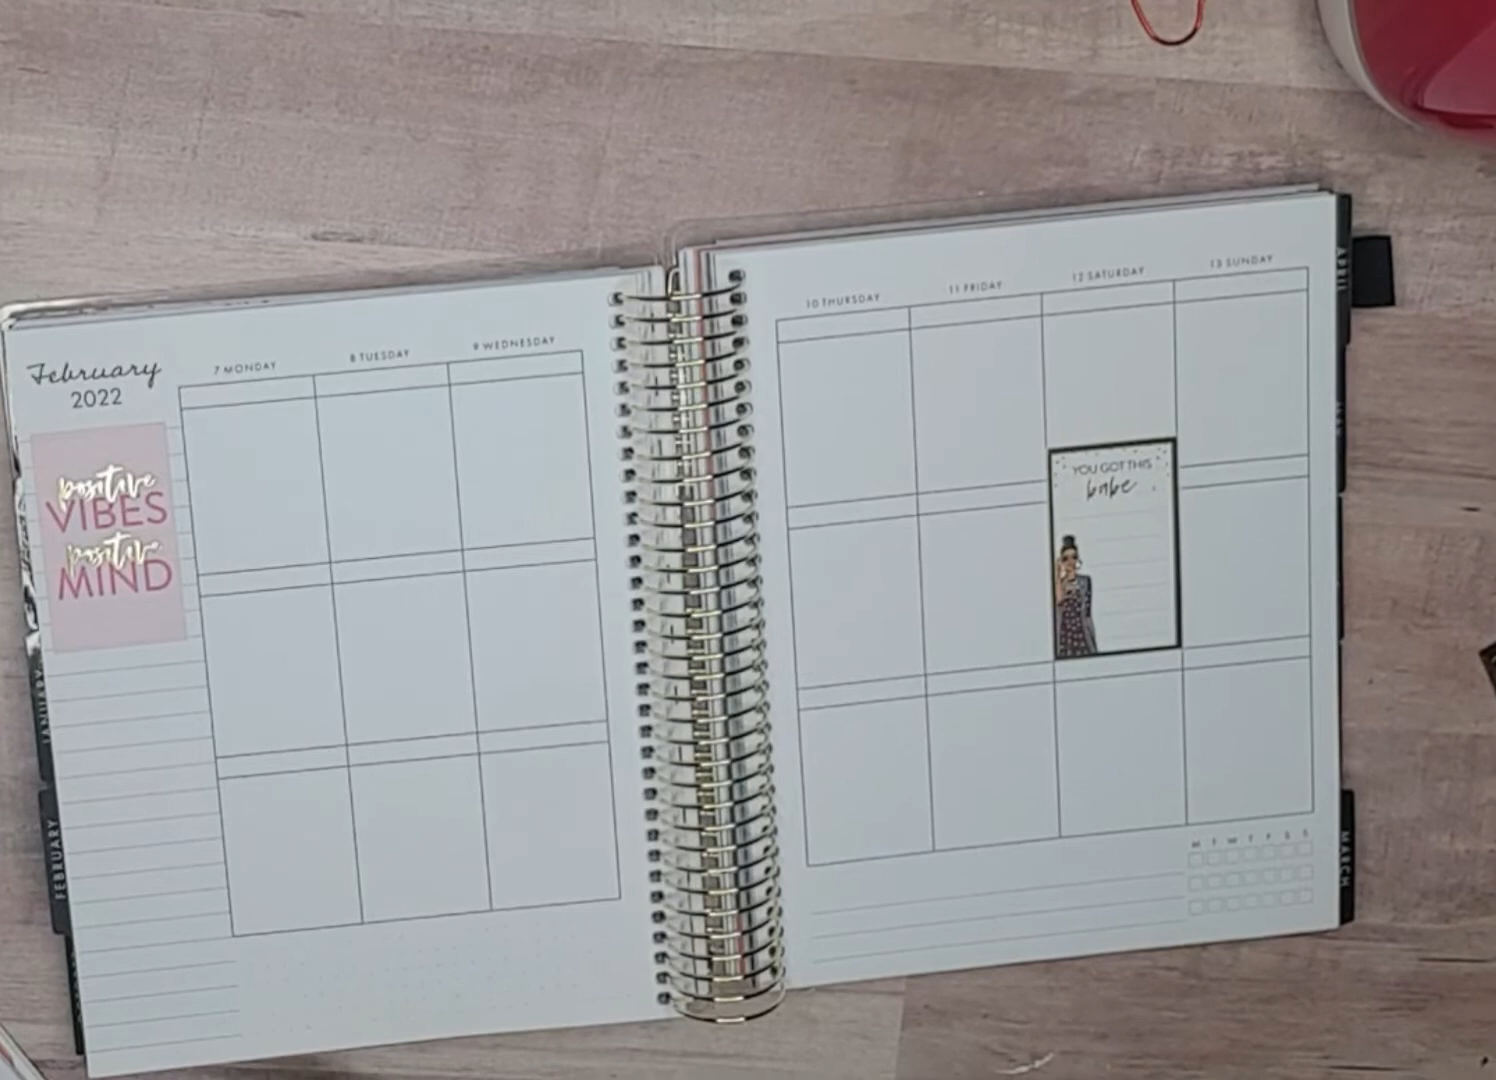 February
2022
7 MONDAY
8 TUESDAY
9 WEDNESDAY
positive
VIBES
positive
MIND
10 THURSDAY
11 FRIDAY
12 SATURDAY
13 SUNDAY
YOU GOT THIS
babe
M T W T F S S
JANUARY
FEBRUARY
APRIL
MARCH